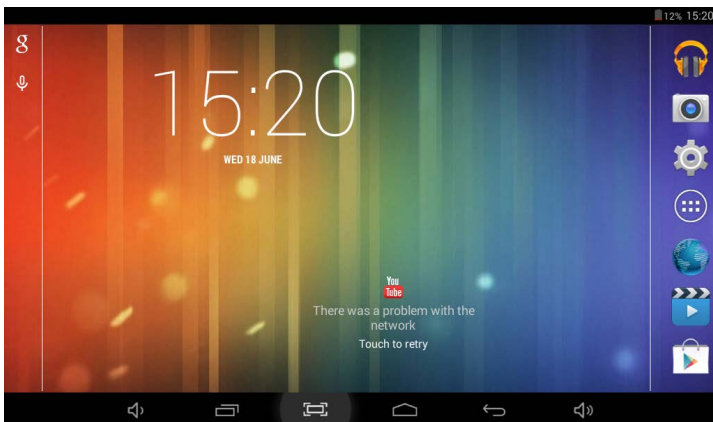 12% 15:20
g
15:20
WED 18 JUNE
You
Tube
There was a problem with the
network
Touch to retry